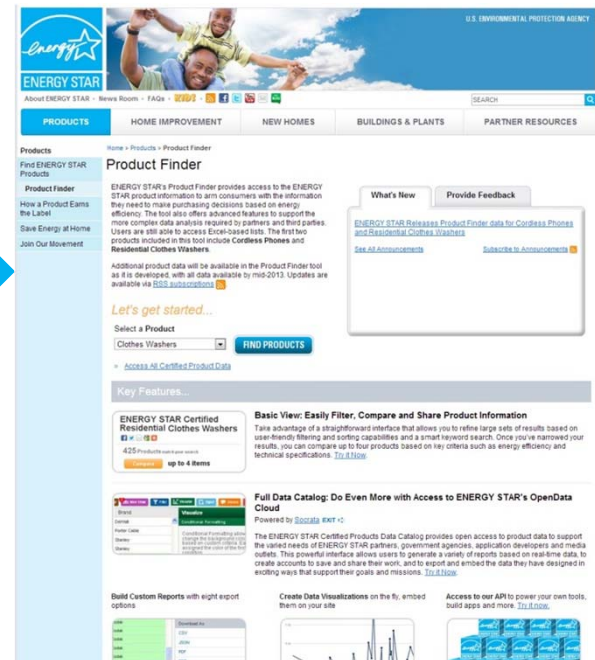 U.S. ENVIRONMENTAL PROTECTION AGENCY
energy
ENERGY STAR
About ENERGY STAR • News Room • FAQs •
SEARCH
PRODUCTS
HOME IMPROVEMENT
NEW HOMES
BUILDINGS & PLANTS
PARTNER RESOURCES
Products
Find ENERGY STAR
Products
Product Finder
How a Product Earns
the Label
Save Energy at Home
Join Our Movement
Home » Products » Product Finder
Product Finder
ENERGY STAR's Product Finder provides access to the ENERGY
STAR product information to arm consumers with the information
they need to make purchasing decisions based on energy
efficiency. The tool also offers advanced features to support the
more complex data analysis required by partners and third parties.
Users are still able to access Excel-based lists. The first two
products included in this tool include Cordless Phones and
Residential Clothes Washers.
Additional product data will be available in the Product Finder tool
as it is developed, with all data available by mid-2013. Updates are
available via RSS subscriptions
What's New
Provide Feedback
ENERGY STAR Releases Product Finder data for Cordless Phones
and Residential Clothes Washers
See All Announcements
Subscribe to Announcements
Let's get started...
Select a Product
Clothes Washers
FIND PRODUCTS
Access All Certified Product Data
Key Features...
ENERGY STAR Certified
Residential Clothes Washers
425 Products
Compare up to 4 items
Basic View: Easily Filter, Compare and Share Product Information
Take advantage of a straightforward interface that allows you to refine large sets of results based on
user-friendly filtering and sorting capabilities and a smart keyword search. Once you've narrowed your
results, you can compare up to four products based on key criteria such as energy efficiency and
technical specifications. Try it Now.
Brand
Visualize
Conditional Formatting
Full Data Catalog: Do Even More with Access to ENERGY STAR's OpenData
Cloud
Powered by Socrata EXIT
The ENERGY STAR Certified Products Data Catalog provides open access to product data to support
the varied needs of ENERGY STAR partners, government agencies, application developers and media
outlets. This powerful interface allows users to generate a variety of reports based on real-time data, to
create accounts to save and share their work, and to export and embed the data they have designed in
exciting ways that support their goals and missions. Try It Now.
Build Custom Reports with eight export
options
Create Data Visualizations on the fly, embed
them on your site
Access to our API to power your own tools,
build apps and more. Try it now.
Download As
CSV
JSON
PDF